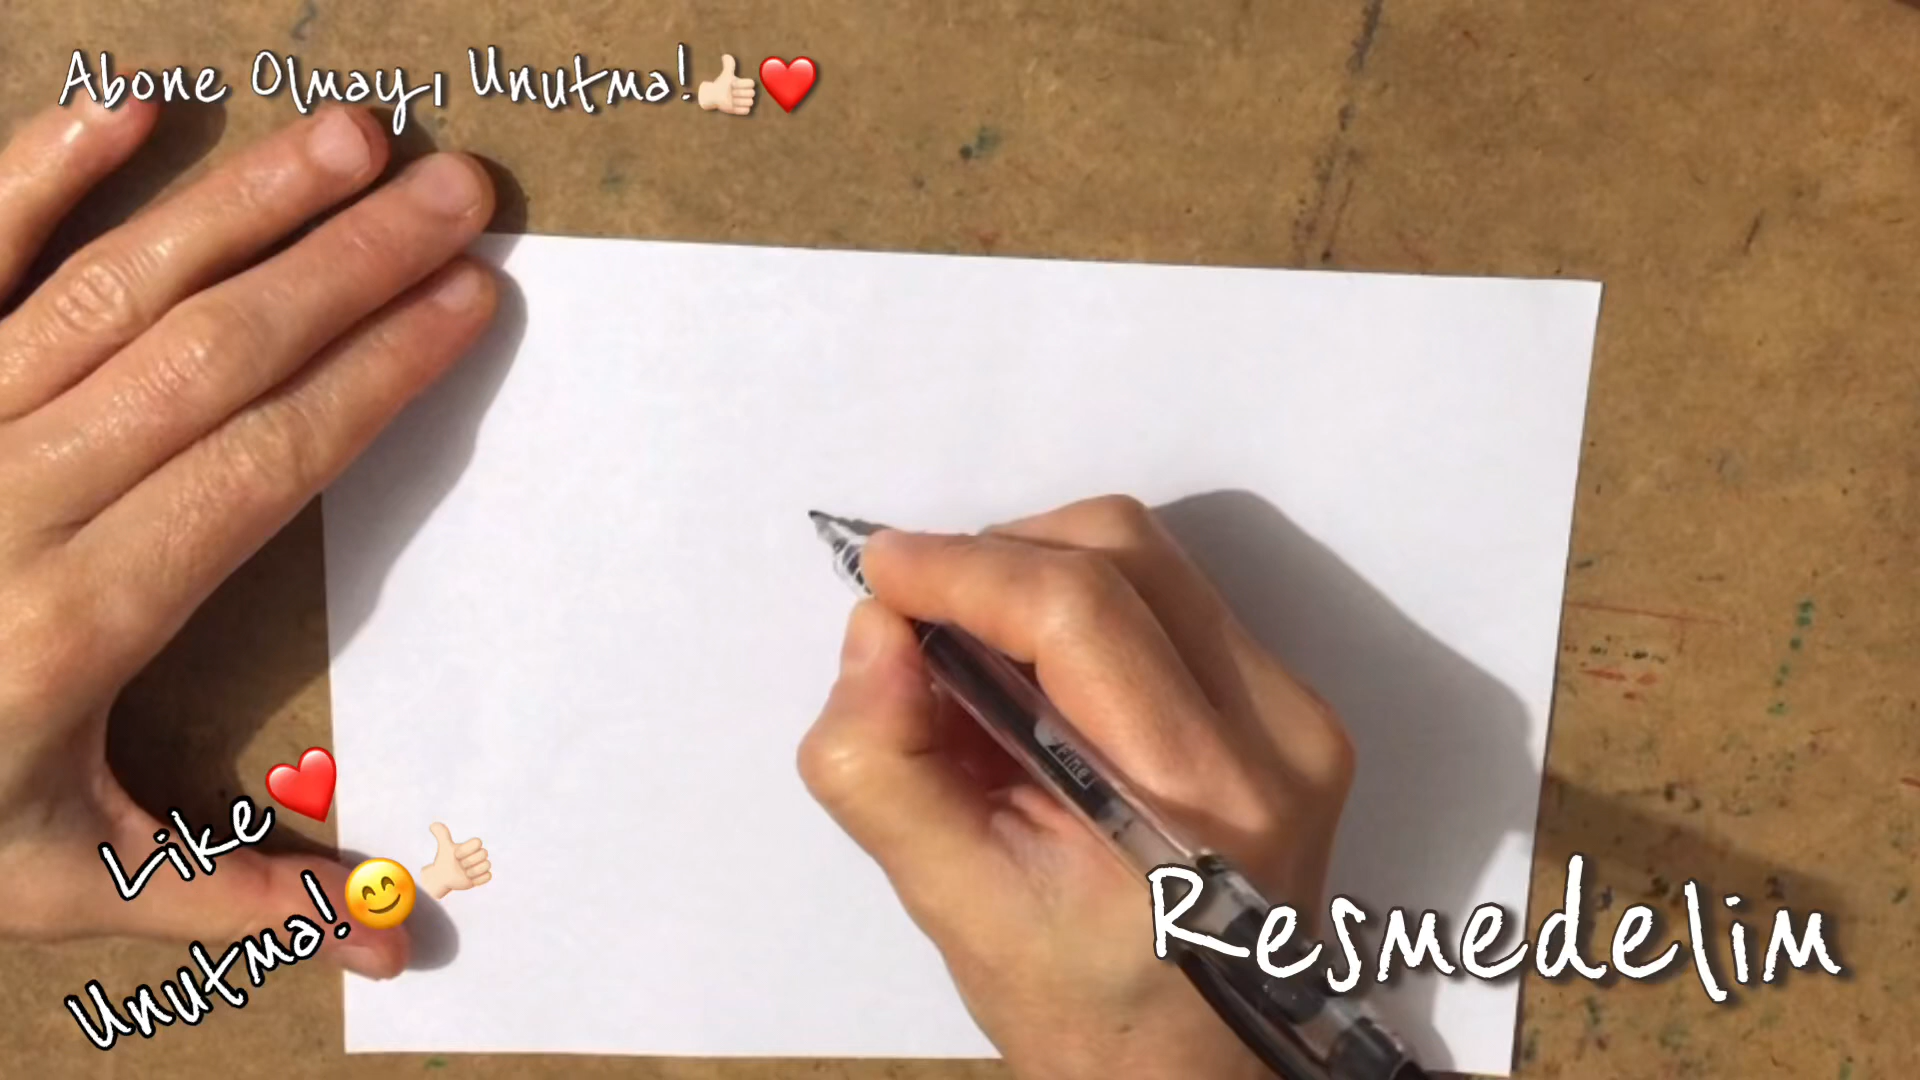 Abone Olmayı Unutma!👍🏻❤️
Like❤️
Unutma!😊👍🏻
Resmedelim